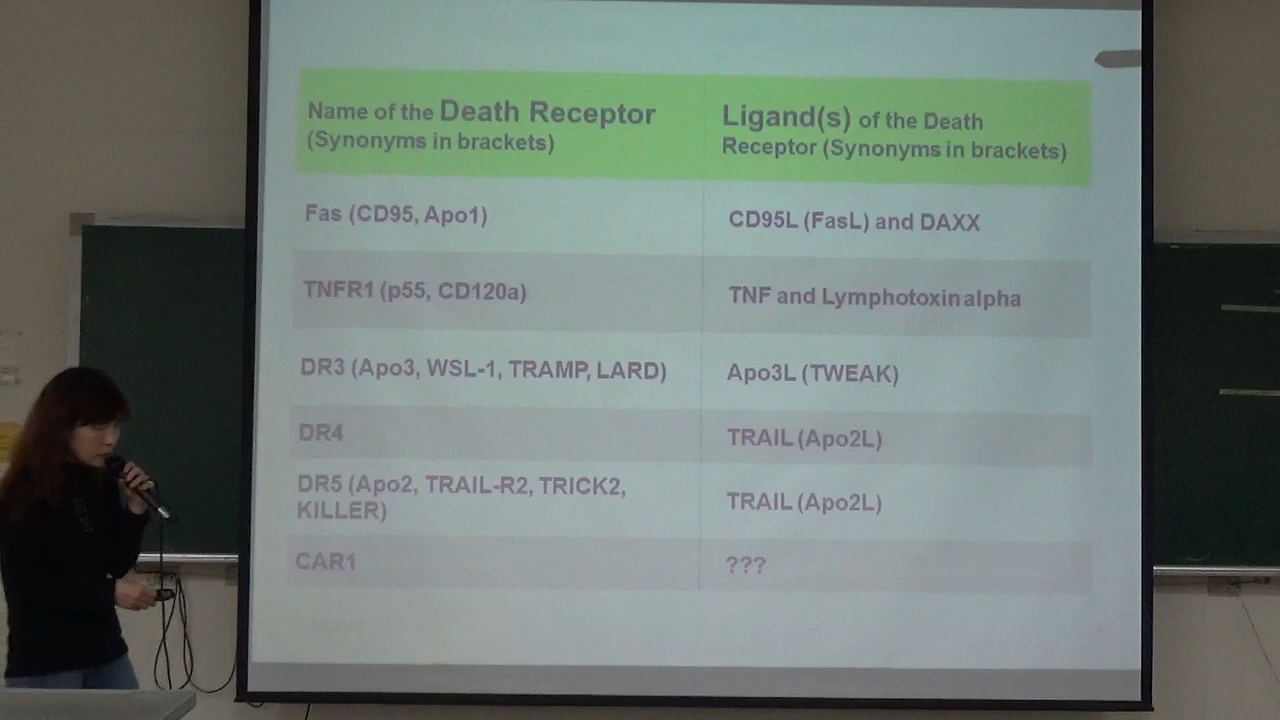 Name of the Death Receptor
(Synonyms in brackets)
Ligand(s) of the Death
Receptor (Synonyms in brackets)
Fas (CD95, Apo1)
CD95L (FasL) and DAXX
TNFR1 (p55, CD120a)
TNF and Lymphotoxin alpha
DR3 (Apo3, WSL-1, TRAMP, LARD)
Apo3L (TWEAK)
DR4
TRAIL (Apo2L)
DR5 (Apo2, TRAIL-R2, TRICK2,
KILLER)
TRAIL (Apo2L)
CAR1
???